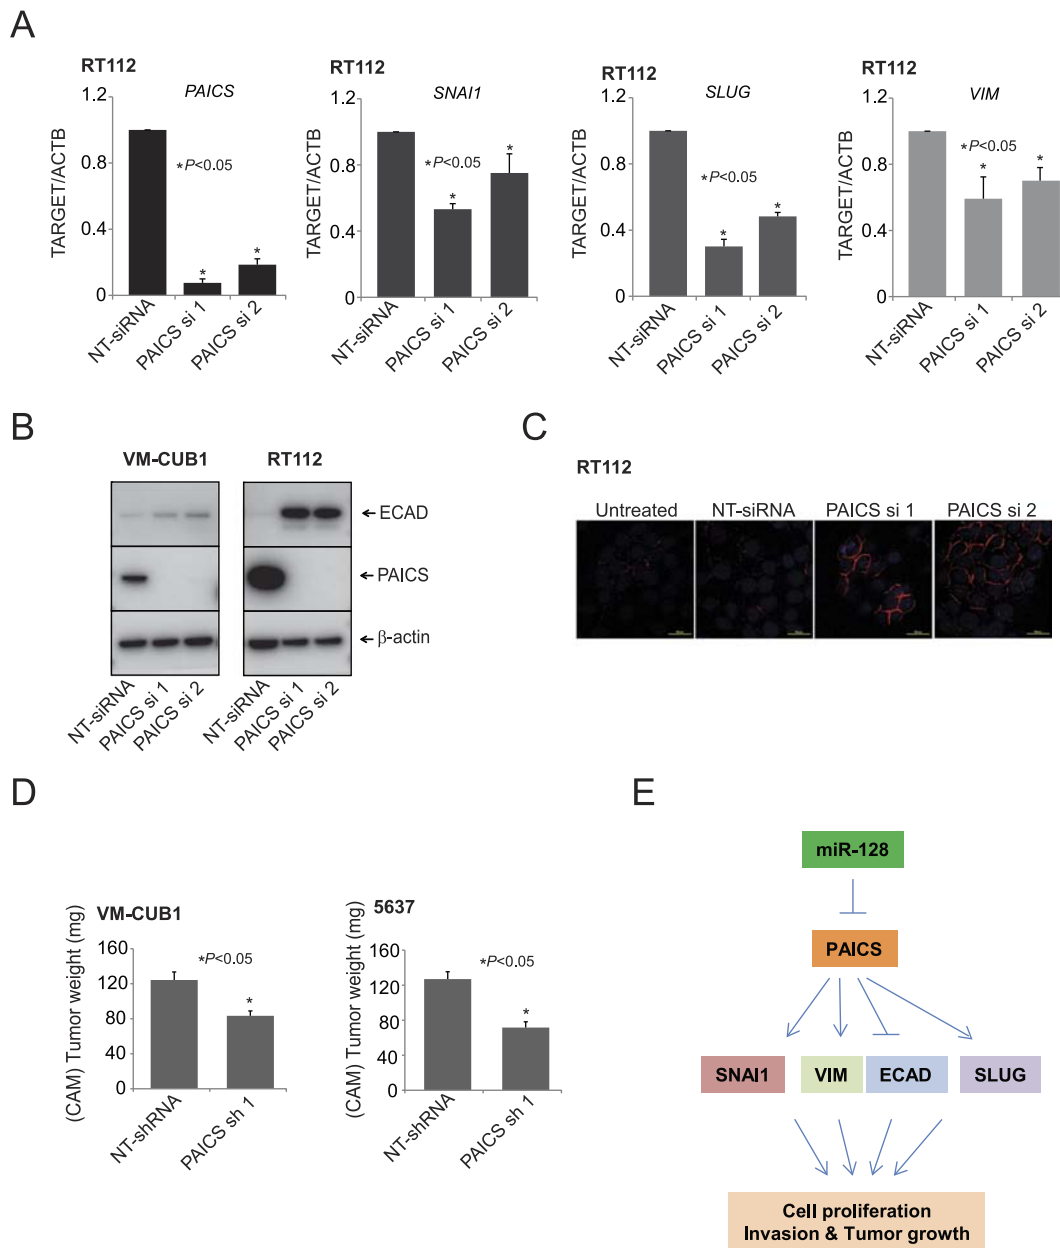 A
RT112
PAICS
TARGET/ACTB
1.2
0.8
0.4
0
*P<0.05
*
*
NT-siRNA
PAICS si 1
PAICS si 2
RT112
SNAI1
TARGET/ACTB
1.2
0.8
0.4
0
*P<0.05
*
*
NT-siRNA
PAICS si 1
PAICS si 2
RT112
SLUG
TARGET/ACTB
1.2
0.8
0.4
0
*P<0.05
*
*
NT-siRNA
PAICS si 1
PAICS si 2
RT112
VIM
TARGET/ACTB
1.2
0.8
0.4
0
*P<0.05
*
*
NT-siRNA
PAICS si 1
PAICS si 2
B
VM-CUB1
RT112
ECAD
PAICS
β-actin
NT-siRNA
PAICS si 1
PAICS si 2
NT-siRNA
PAICS si 1
PAICS si 2
C
RT112
Untreated
NT-siRNA
PAICS si 1
PAICS si 2
D
VM-CUB1
(CAM) Tumor weight (mg)
160
120
80
40
0
*P<0.05
*
NT-shRNA
PAICS sh 1
5637
(CAM) Tumor weight (mg)
160
120
80
40
0
*P<0.05
*
NT-shRNA
PAICS sh 1
E
miR-128
PAICS
SNAI1
VIM
ECAD
SLUG
Cell proliferation
Invasion & Tumor growth